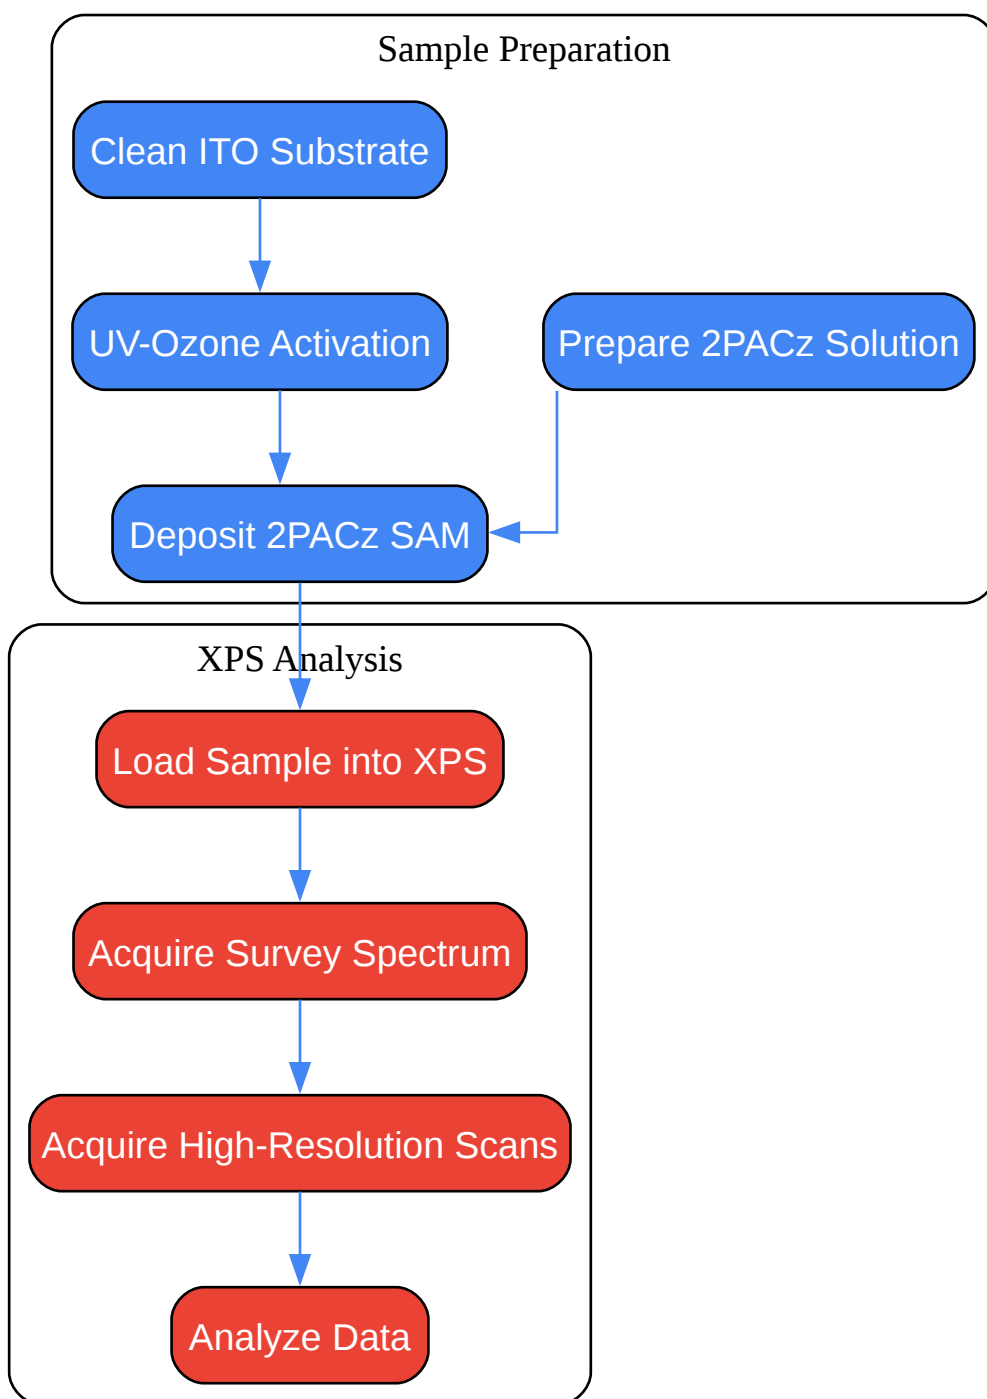 Sample Preparation
Clean ITO Substrate
UV-Ozone Activation
Prepare 2PACz Solution
Deposit 2PACz SAM
XPS Analysis
Load Sample into XPS
Acquire Survey Spectrum
Acquire High-Resolution Scans
Analyze Data